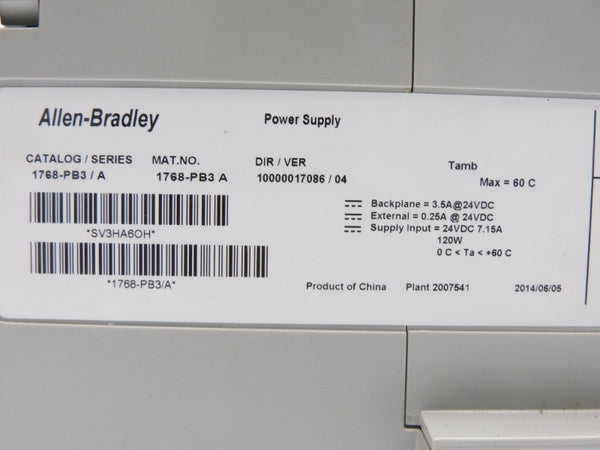 Allen-Bradley
Power Supply
CATALOG / SERIES MAT.NO. DIR / VER
1768-PB3 / A 1768-PB3 A 10000017086 / 04
Tamb
Max = 60 C
Backplane = 3.5A@24VDC
External = 0.25A @ 24VDC
Supply Input = 24VDC 7.15A
120W
0 C < Ta < +60 C
*SV3HA6OH*
*1768-PB3/A*
Product of China Plant 2007541 2014/06/05